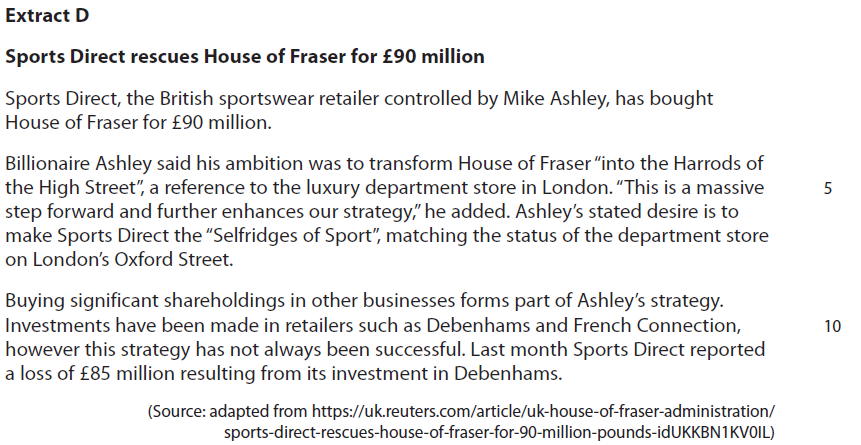 Extract D
Sports Direct rescues House of Fraser for £90 million
Sports Direct, the British sportswear retailer controlled by Mike Ashley, has bought
House of Fraser for £90 million.
Billionaire Ashley said his ambition was to transform House of Fraser “into the Harrods of
the High Street”, a reference to the luxury department store in London. “This is a massive 5
step forward and further enhances our strategy,” he added. Ashley’s stated desire is to
make Sports Direct the “Selfridges of Sport”, matching the status of the department store
on London’s Oxford Street.
Buying significant shareholdings in other businesses forms part of Ashley’s strategy.
Investments have been made in retailers such as Debenhams and French Connection, 10
however this strategy has not always been successful. Last month Sports Direct reported
a loss of £85 million resulting from its investment in Debenhams.
(Source: adapted from https://uk.reuters.com/article/uk-house-of-fraser-administration/
sports-direct-rescues-house-of-fraser-for-90-million-pounds-idUKKBN1KV0IL)